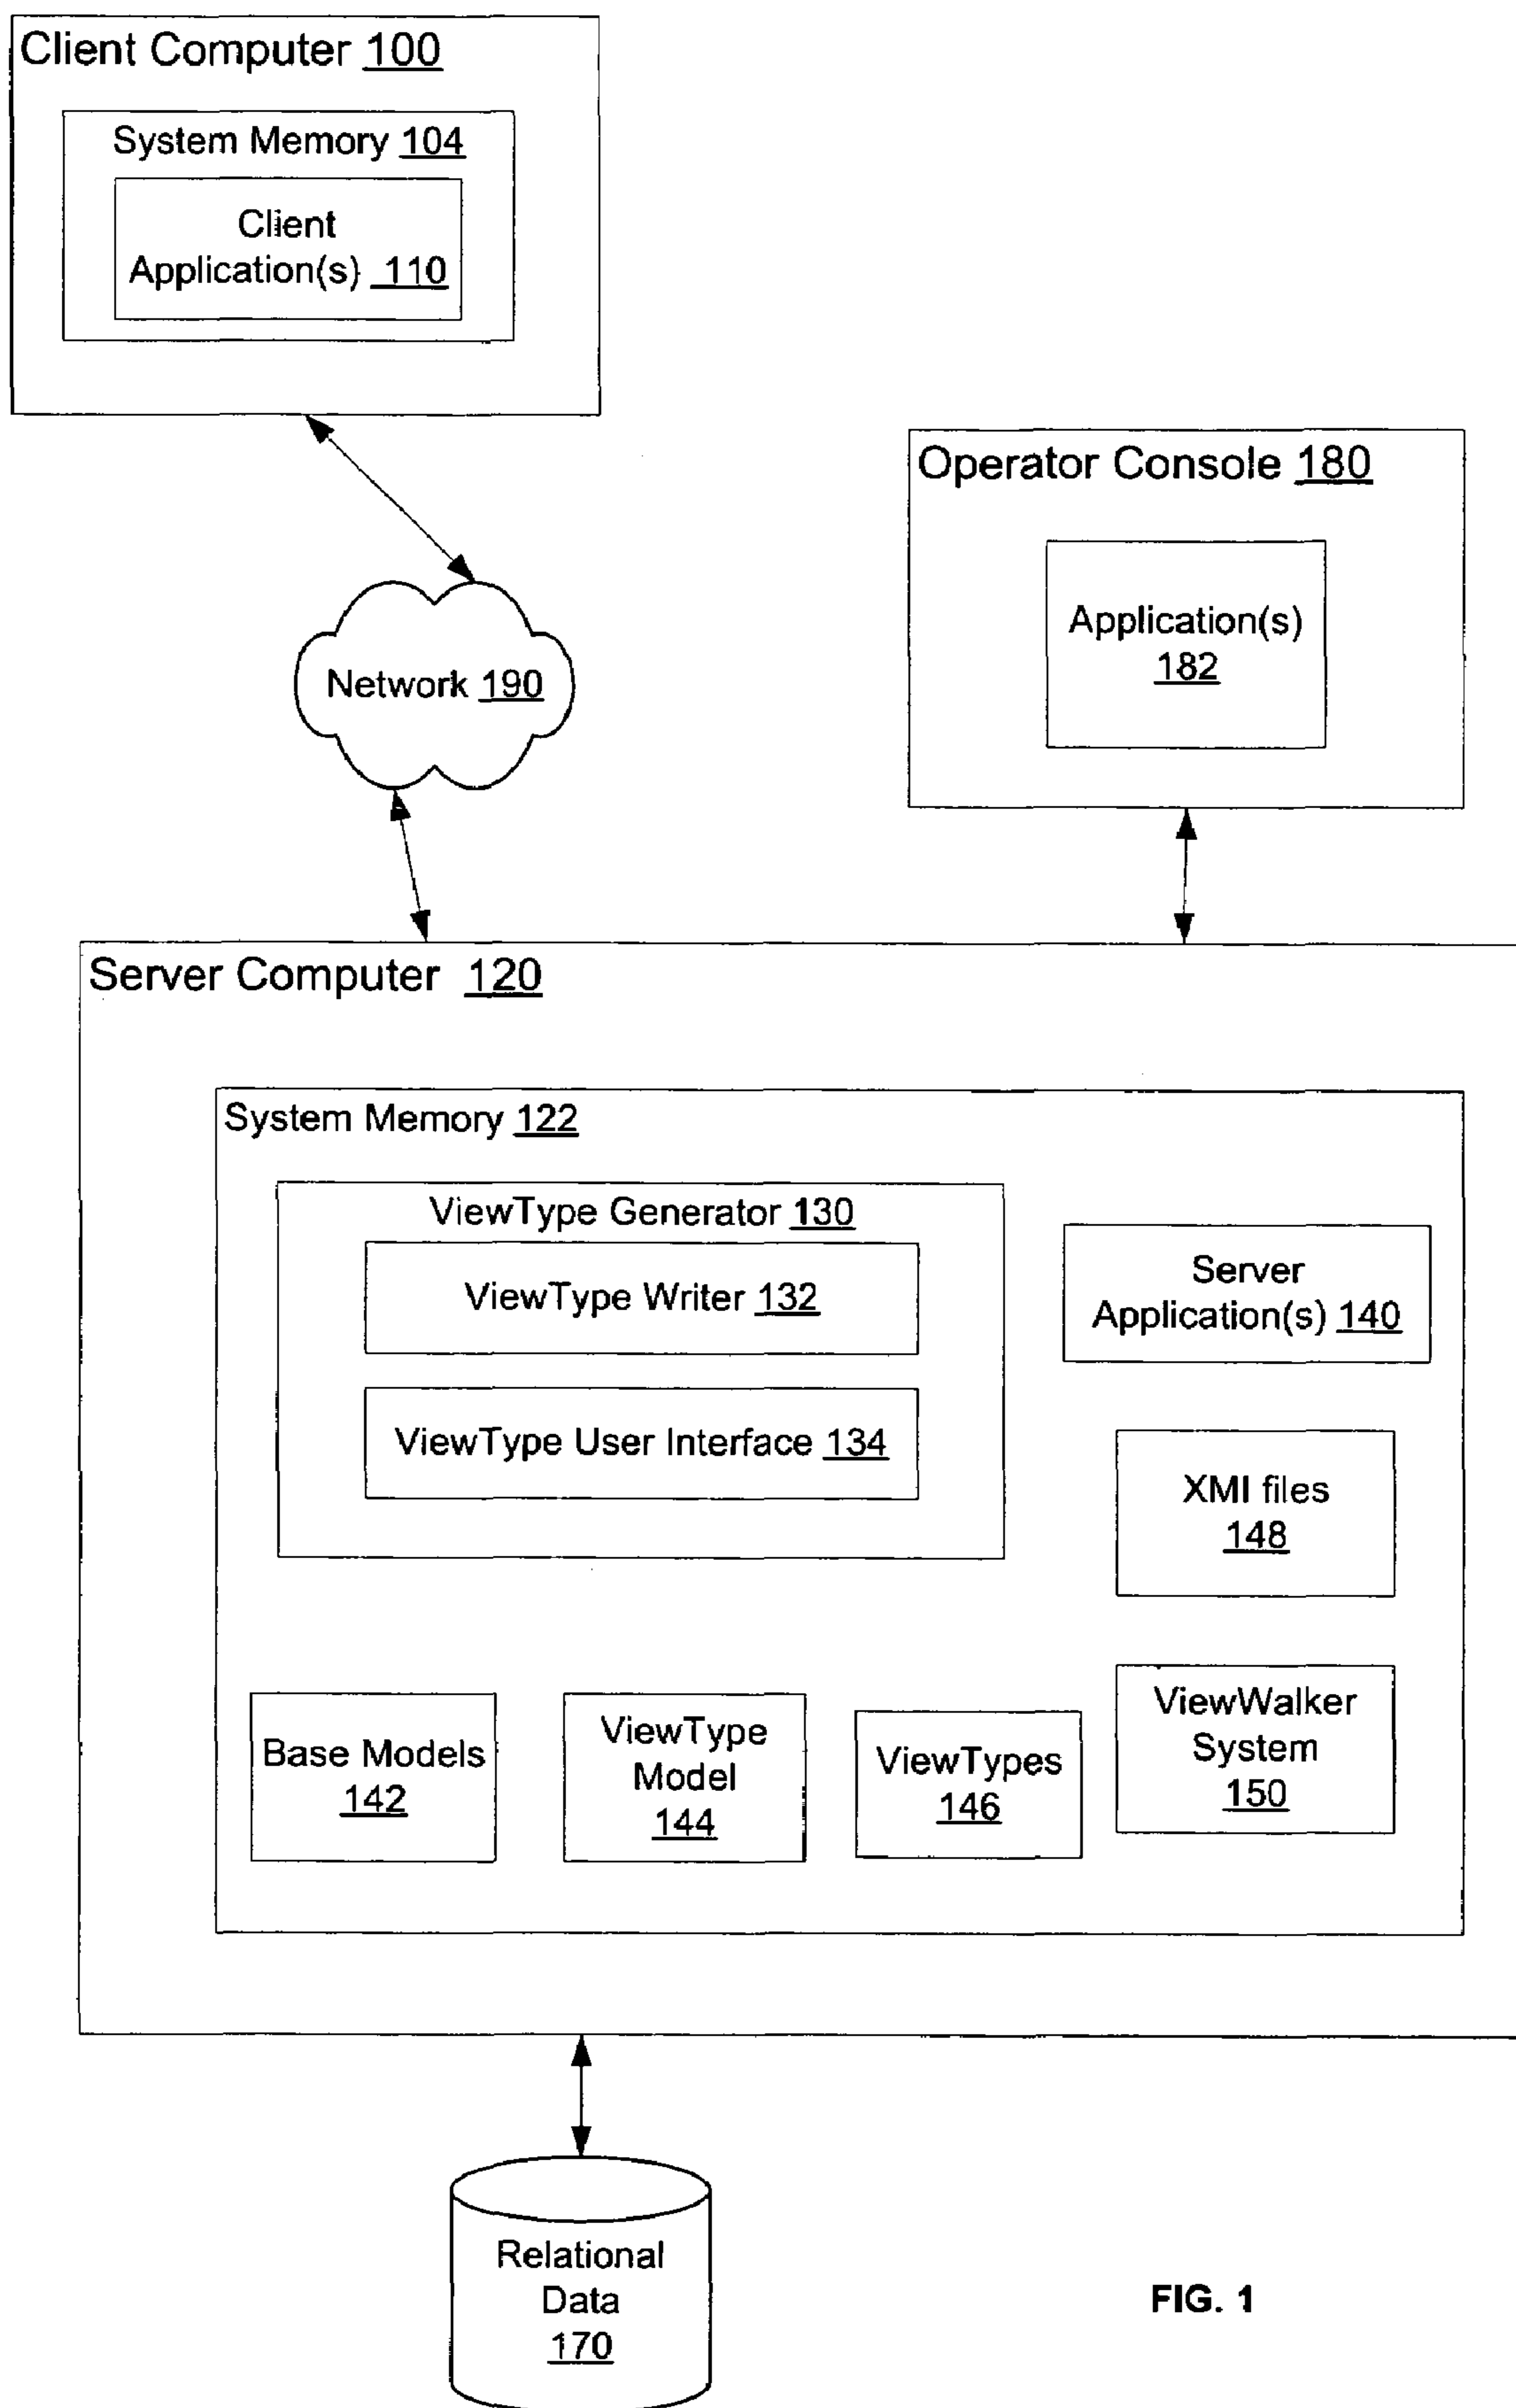 Client Computer 100
System Memory 104
Client
Application(s) 110
Operator Console 180
Application(s)
182
Network 190
Server Computer 120
System Memory 122
ViewType Generator 130
ViewType Writer 132
ViewType User Interface 134
Server
Application(s) 140
XMI files
148
Base Models
142
ViewType
Model
144
ViewTypes
146
ViewWalker
System
150
Relational
Data
170
FIG. 1